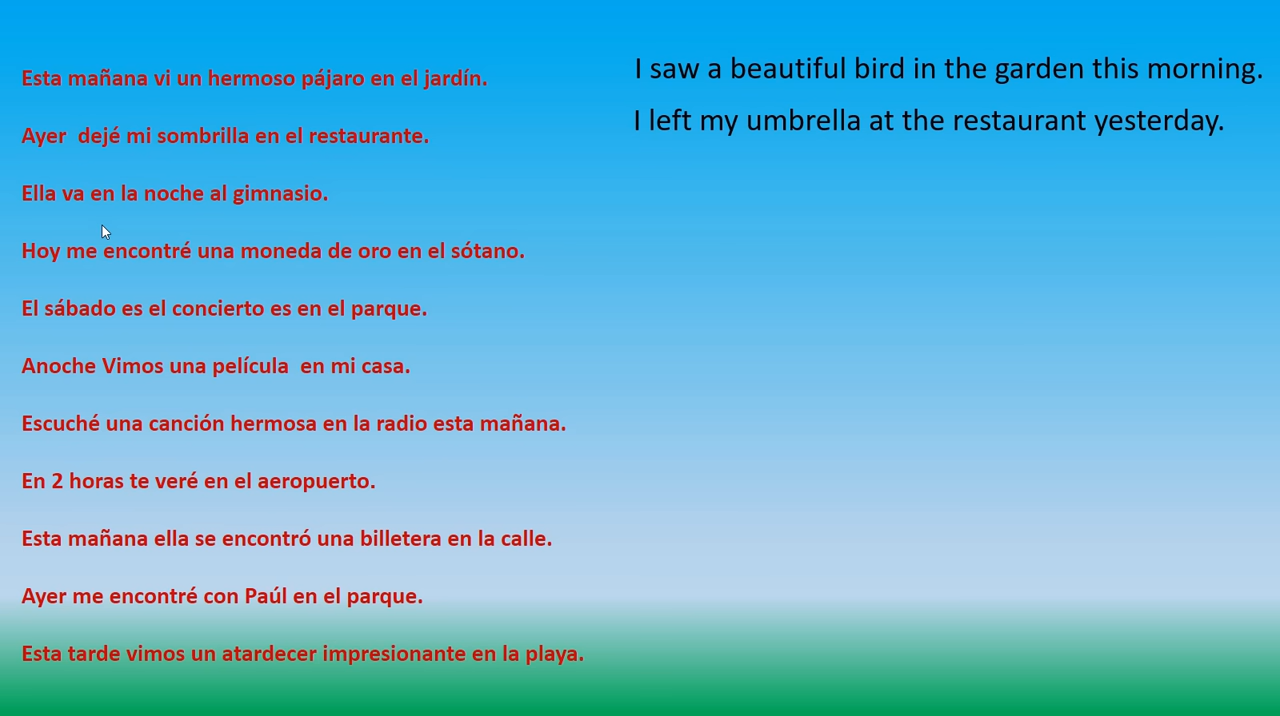 Esta mañana vi un hermoso pájaro en el jardín.
Ayer  dejé mi sombrilla en el restaurante.
Ella va en la noche al gimnasio.
Hoy me encontré una moneda de oro en el sótano.
El sábado es el concierto es en el parque.
Anoche Vimos una película  en mi casa.
Escuché una canción hermosa en la radio esta mañana.
En 2 horas te veré en el aeropuerto.
Esta mañana ella se encontró una billetera en la calle.
Ayer me encontré con Paúl en el parque.
Esta tarde vimos un atardecer impresionante en la playa.
I saw a beautiful bird in the garden this morning.
I left my umbrella at the restaurant yesterday.